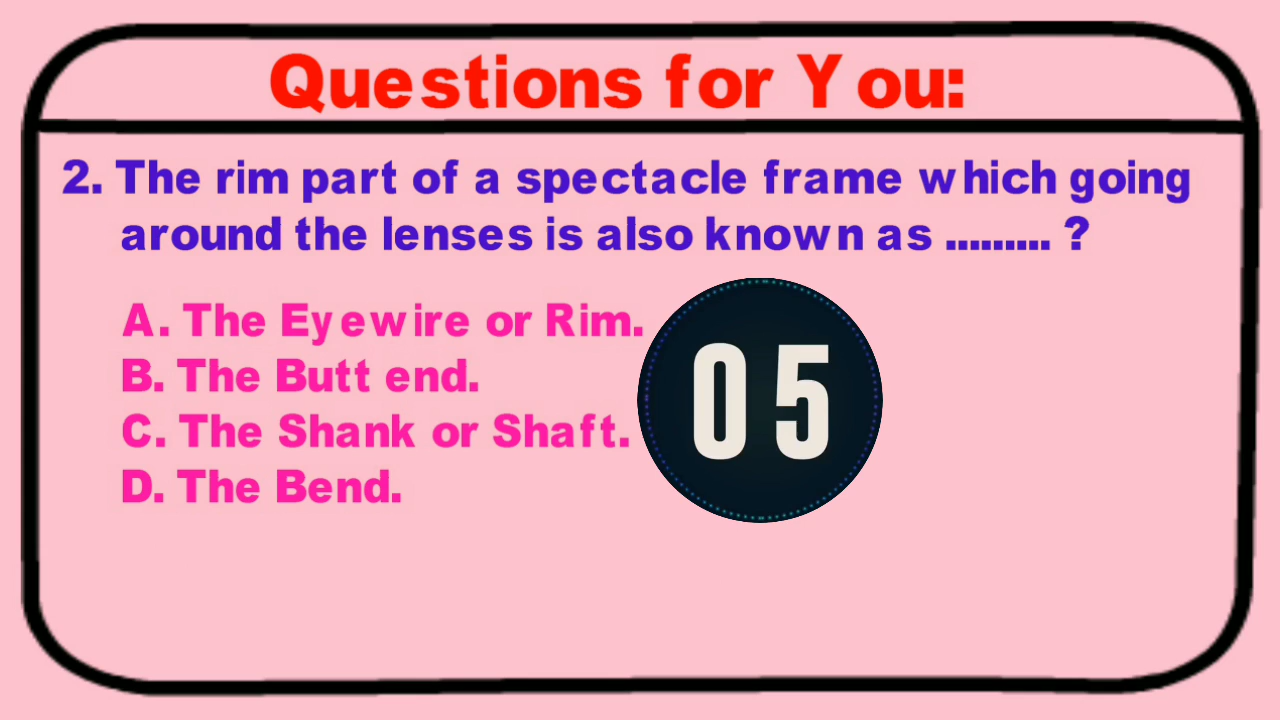 Questions for You:
2. The rim part of a spectacle frame which going
around the lenses is also known as ......... ?
A. The Eyewire or Rim.
B. The Butt end.
C. The Shank or Shaft.
D. The Bend.
05